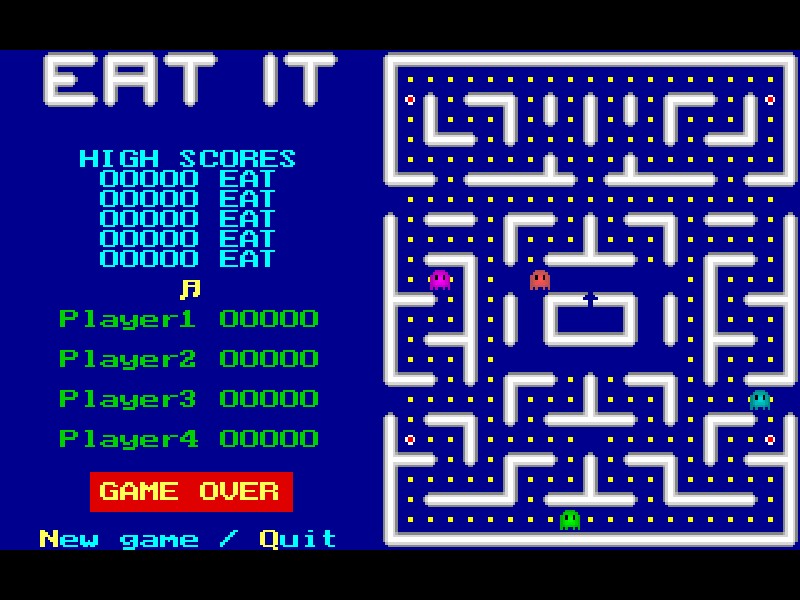 EAT IT
HIGH SCORES
00000 EAT
00000 EAT
00000 EAT
00000 EAT
00000 EAT
♫
Player1 00000
Player2 00000
Player3 00000
Player4 00000
GAME OVER
New game / Quit